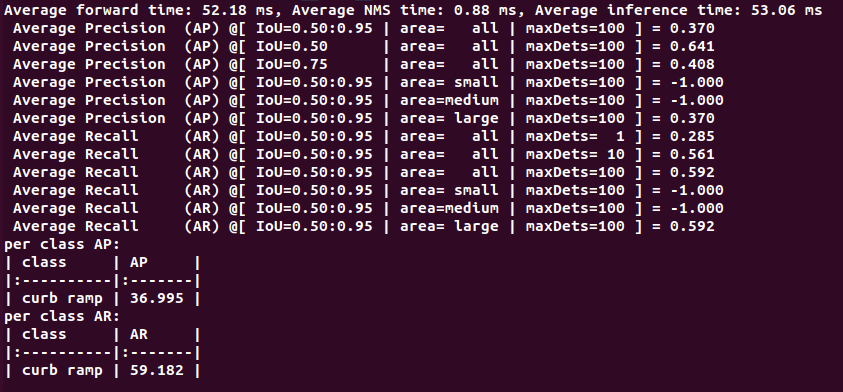 Average forward time: 52.18 ms, Average NMS time: 0.88 ms, Average inference time: 53.06 ms
 Average Precision  (AP) @[ IoU=0.50:0.95 | area=   all | maxDets=100 ] = 0.370
 Average Precision  (AP) @[ IoU=0.50      | area=   all | maxDets=100 ] = 0.641
 Average Precision  (AP) @[ IoU=0.75      | area=   all | maxDets=100 ] = 0.408
 Average Precision  (AP) @[ IoU=0.50:0.95 | area= small | maxDets=100 ] = -1.000
 Average Precision  (AP) @[ IoU=0.50:0.95 | area=medium | maxDets=100 ] = -1.000
 Average Precision  (AP) @[ IoU=0.50:0.95 | area= large | maxDets=100 ] = 0.370
 Average Recall     (AR) @[ IoU=0.50:0.95 | area=   all | maxDets=  1 ] = 0.285
 Average Recall     (AR) @[ IoU=0.50:0.95 | area=   all | maxDets= 10 ] = 0.561
 Average Recall     (AR) @[ IoU=0.50:0.95 | area=   all | maxDets=100 ] = 0.592
 Average Recall     (AR) @[ IoU=0.50:0.95 | area= small | maxDets=100 ] = -1.000
 Average Recall     (AR) @[ IoU=0.50:0.95 | area=medium | maxDets=100 ] = -1.000
 Average Recall     (AR) @[ IoU=0.50:0.95 | area= large | maxDets=100 ] = 0.592
per class AP:
| class     | AP     |
|:----------|:-------|
| curb ramp | 36.995 |
per class AR:
| class     | AR     |
|:----------|:-------|
| curb ramp | 59.182 |